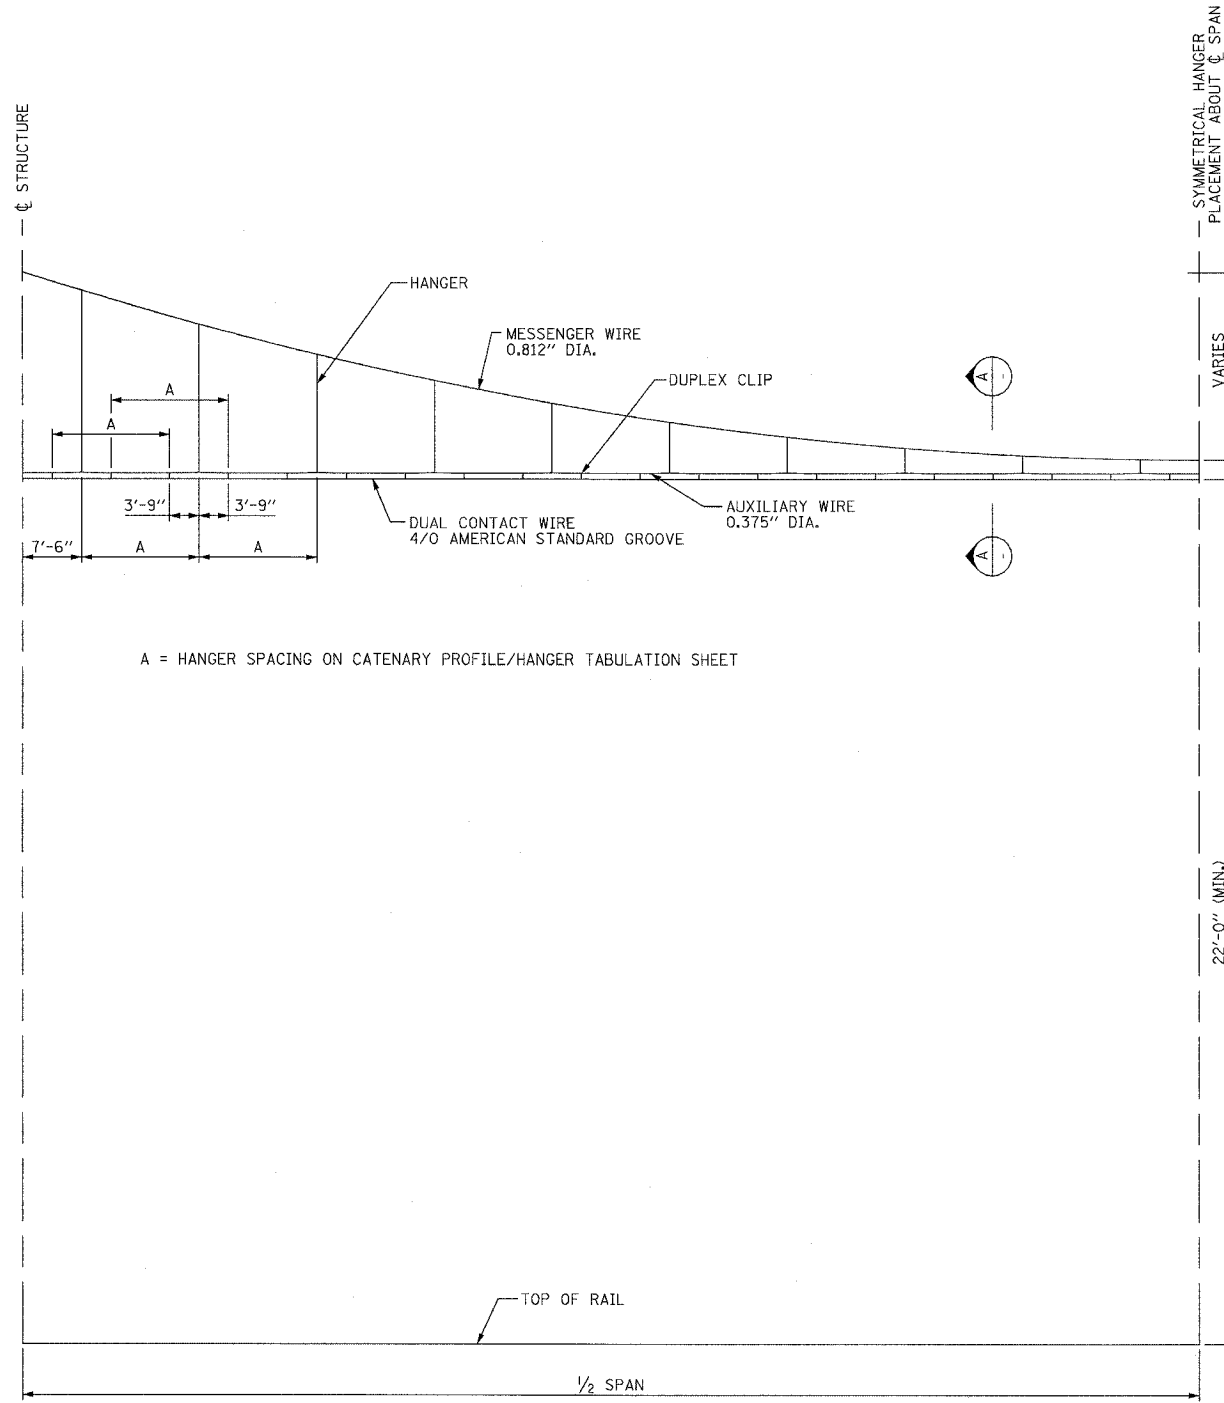 ℄ STRUCTURE
SYMMETRICAL HANGER
PLACEMENT ABOUT ℄ SPAN
HANGER
MESSENGER WIRE
0.812" DIA.
DUPLEX CLIP
A
VARIES
A
A
3'-9"
3'-9"
AUXILIARY WIRE
0.375" DIA.
DUAL CONTACT WIRE
4/0 AMERICAN STANDARD GROOVE
7'-6"
A
A
A
-
A = HANGER SPACING ON CATENARY PROFILE/HANGER TABULATION SHEET
22'-0" (MIN.)
TOP OF RAIL
1/2 SPAN